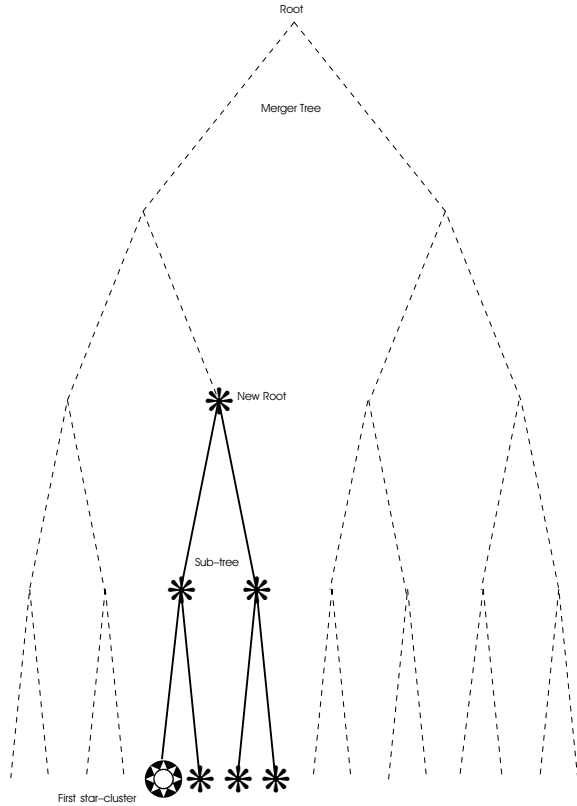 Root
Merger Tree
New Root
Sub–tree
First star–cluster